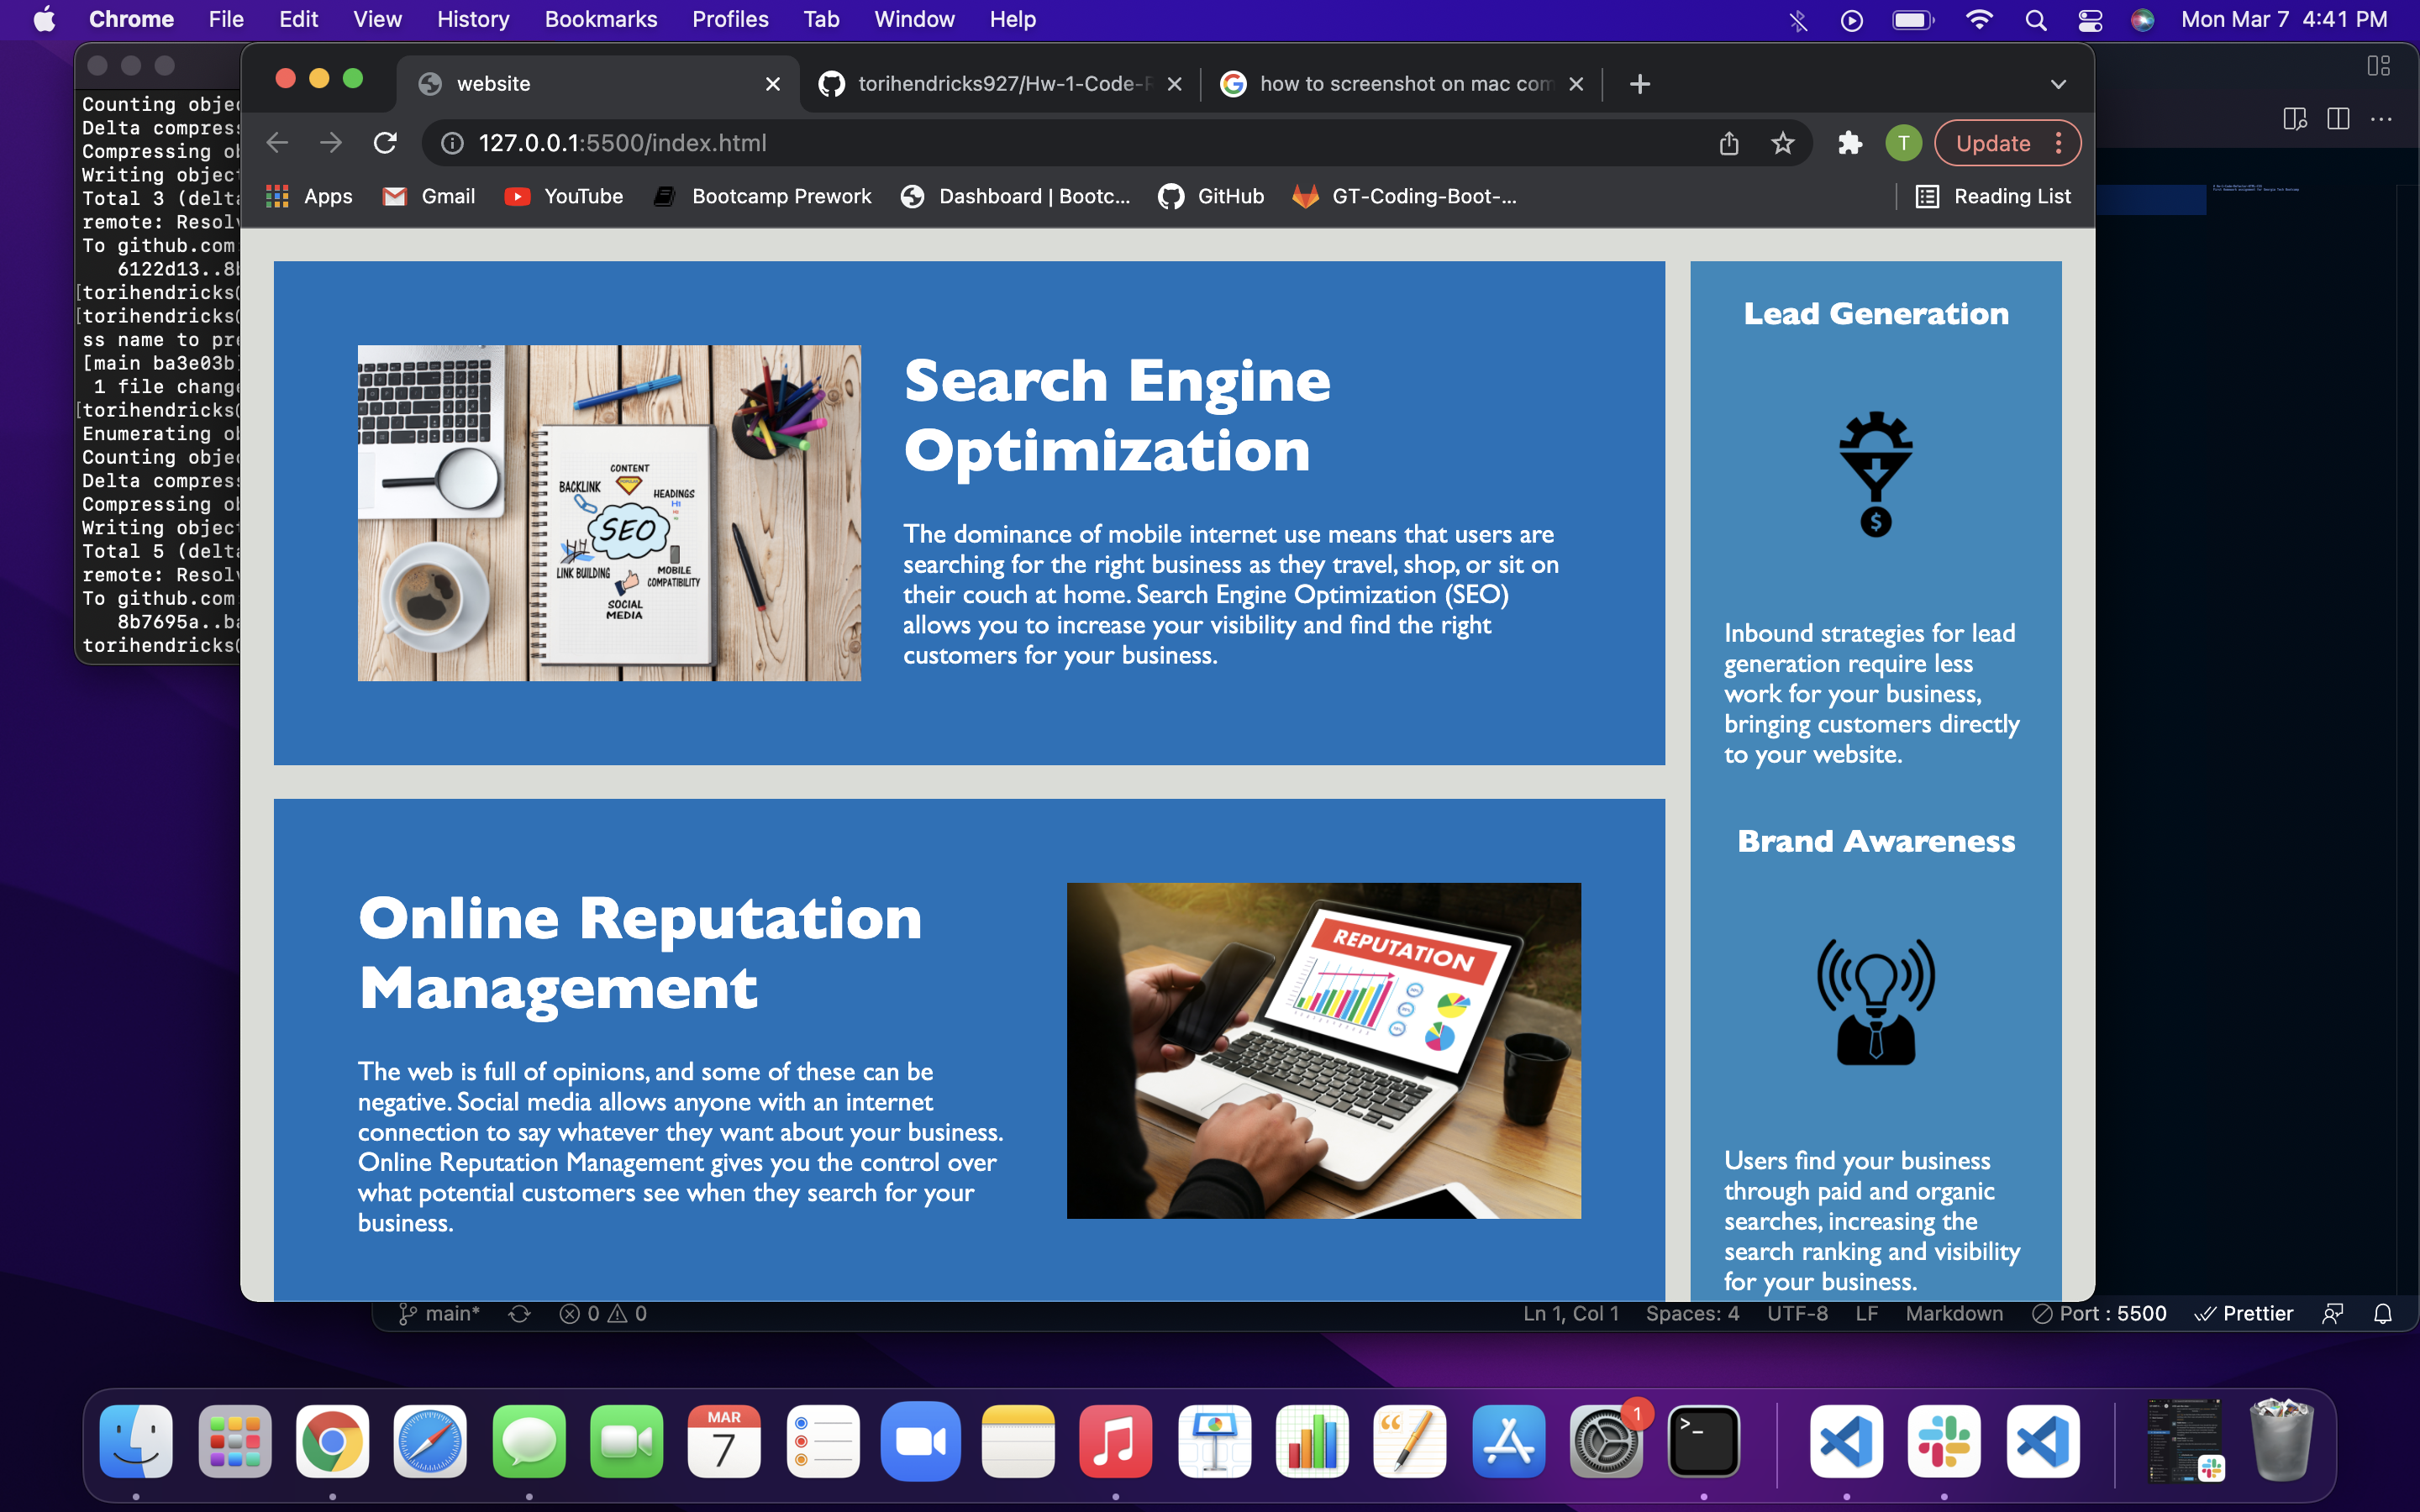 Chrome File Edit View History Bookmarks Profiles Tab Window Help
Mon Mar 7 4:41 PM
website
torihendricks927/Hw-1-Code-R
how to screenshot on mac com
127.0.0.1:5500/index.html
Update
Apps Gmail YouTube Bootcamp Prework Dashboard | Bootc... GitHub GT-Coding-Boot-... Reading List
Counting objec
Delta compress
Compressing ob
Writing object
Total 3 (delta
remote: Resolv
To github.com:
6122d13..8b
[torihendricks@
[torihendricks@
ss name to pre
[main ba3e03b]
1 file change
[torihendricks@
Enumerating ob
Counting objec
Delta compress
Compressing ob
Writing object
Total 5 (delta
remote: Resolv
To github.com:
8b7695a..ba
torihendricks@
CONTENT
BACKLINK
HEADINGS
H1
SEO
LINK BUILDING
MOBILE
COMPATIBILITY
SOCIAL
MEDIA
Search Engine
Optimization
The dominance of mobile internet use means that users are
searching for the right business as they travel, shop, or sit on
their couch at home. Search Engine Optimization (SEO)
allows you to increase your visibility and find the right
customers for your business.
Online Reputation
Management
The web is full of opinions, and some of these can be
negative. Social media allows anyone with an internet
connection to say whatever they want about your business.
Online Reputation Management gives you the control over
what potential customers see when they search for your
business.
REPUTATION
Lead Generation
$
Inbound strategies for lead
generation require less
work for your business,
bringing customers directly
to your website.
Brand Awareness
Users find your business
through paid and organic
searches, increasing the
search ranking and visibility
for your business.
main* 0 0
Ln 1, Col 1 Spaces: 4 UTF-8 LF Markdown Port : 5500 Prettier
MAR
7
1